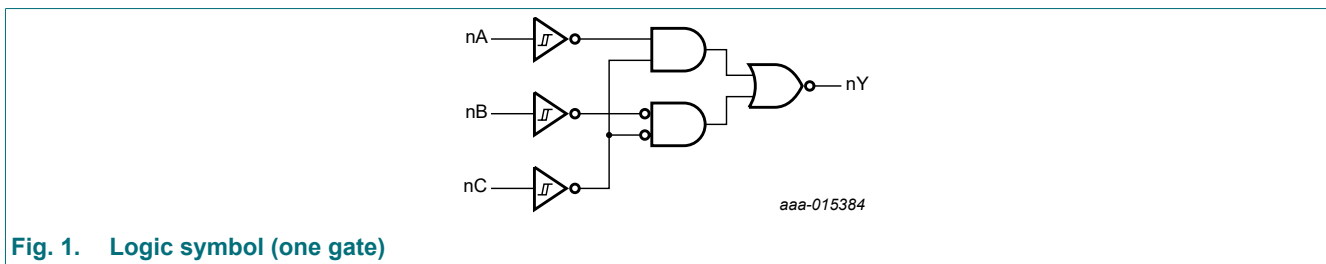 nA
nY
nB
nC
aaa-015384
Fig. 1. Logic symbol (one gate)